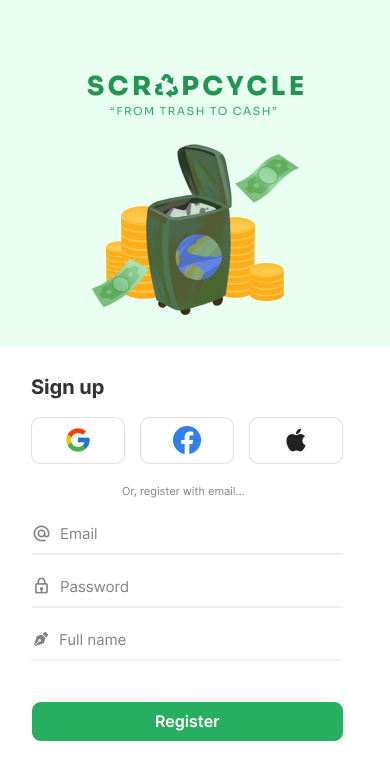 SCRAPCYCLE
“FROM TRASH TO CASH”
Sign up
Or, register with email...
Email
Password
Full name
Register